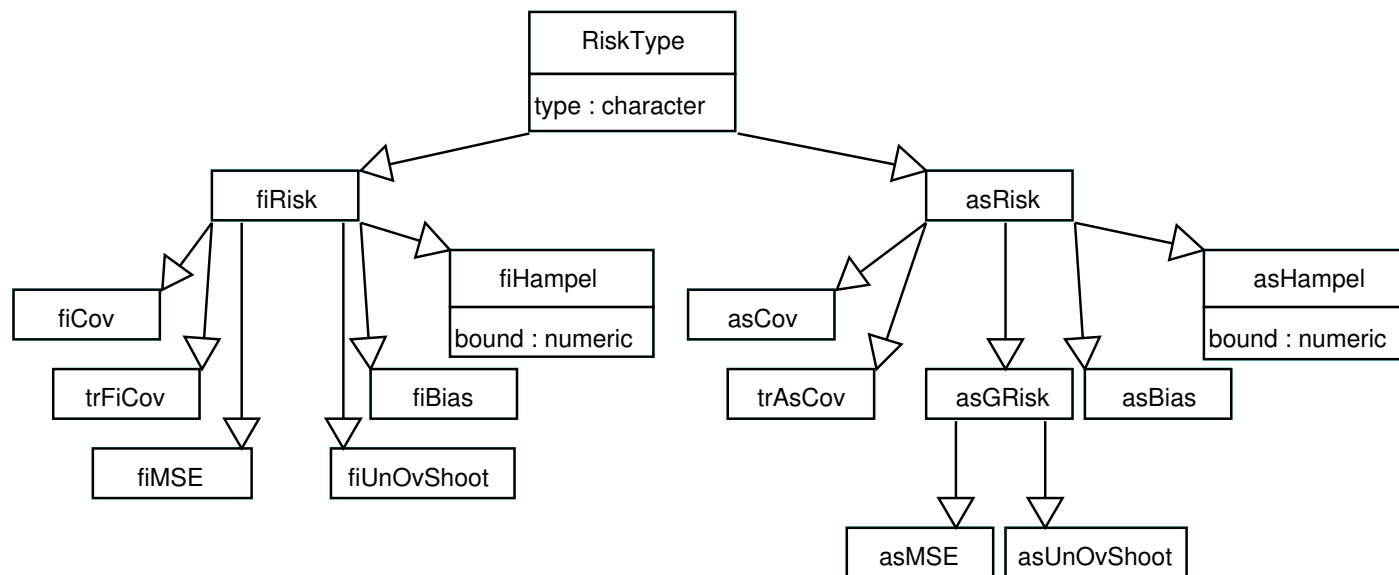 RiskType
type : character
fiRisk
asRisk
fiHampel
bound : numeric
asHampel
bound : numeric
fiCov
asCov
trFiCov
fiBias
trAsCov
asGRisk
asBias
fiMSE
fiUnOvShoot
asMSE
asUnOvShoot